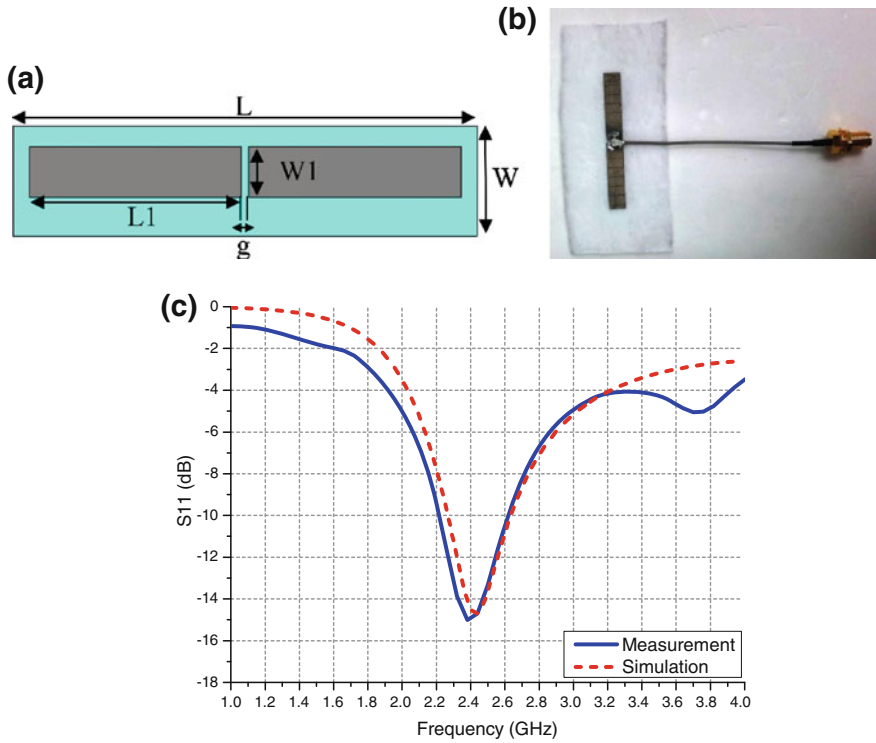 (a)
L
W1
W
L1
g
(b)
(c)
0
-2
-4
-6
-8
-10
-12
-14
-16
-18
S11 (dB)
Measurement
Simulation
1.0 1.2 1.4 1.6 1.8 2.0 2.2 2.4 2.6 2.8 3.0 3.2 3.4 3.6 3.8 4.0
Frequency (GHz)